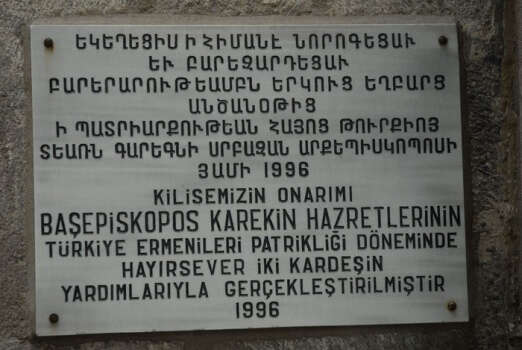 ԵԿԵՂԵՑԻՍ Ի ՀԻՄԱՆԷ ՆՈՐՈԳԵՑԱՒ
ԵՒ ԲԱՐԵԶԱՐԴԵՑԱՒ
ԲԱՐԵՐԱՐՈՒԹԵԱՄԲՆ ԵՐԿՈՒՑ ԵՂԲԱՐՑ
ԱՆԾԱՆՕԹԻՑ
Ի ՊԱՏՐԻԱՐՔՈՒԹԵԱՆ ՀԱՅՈՑ ԹՈՒՐՔԻՈՅ
ՏԵԱՌՆ ԳԱՐԵԳՆԻ ՍՐԲԱԶԱՆ ԱՐՔԵՊԻՍԿՈՊՈՍԻ
ՅԱՄԻ 1996
KİLİSEMİZİN ONARIMI
BAŞEPİSKOPOS KAREKİN HAZRETLERİNİN
TÜRKİYE ERMENİLERİ PATRİKLİĞİ DÖNEMİNDE
HAYIRSEVER İKİ KARDEŞİN
YARDIMLARIYLA GERÇEKLEŞTİRİLMİŞTİR
1996